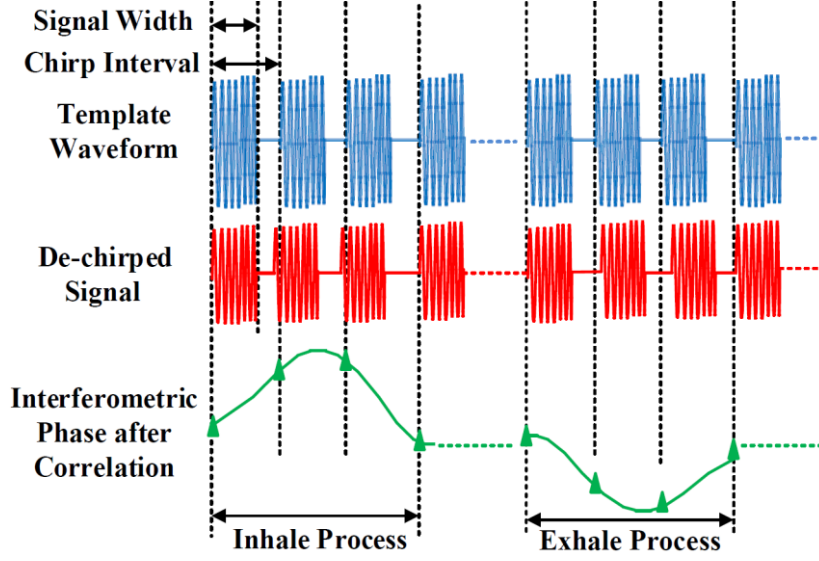 Signal Width
Chirp Interval
Template
Waveform
De-chirped
Signal
Interferometric
Phase after
Correlation
Inhale Process
Exhale Process